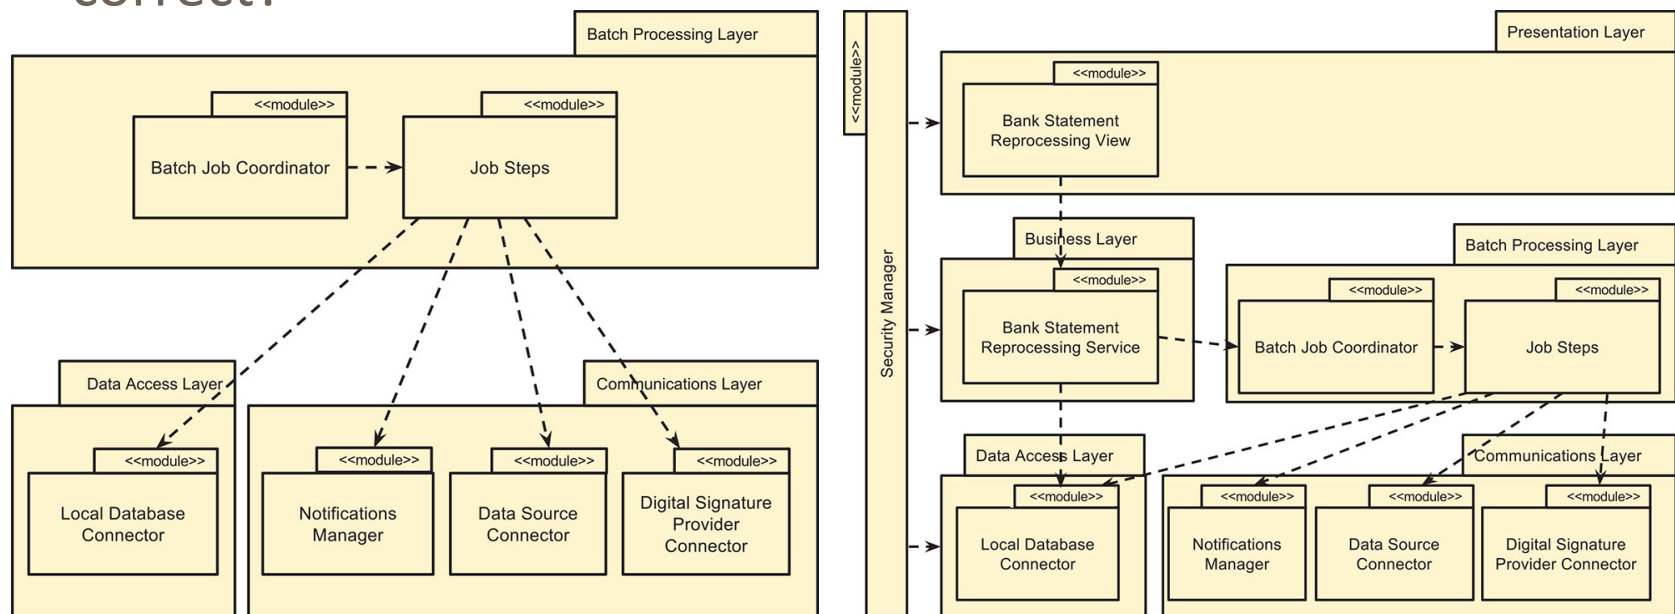 correct?
Batch Processing Layer
<<module>>
<<module>>
Batch Job Coordinator
Job Steps
Data Access Layer
Communications Layer
<<module>>
<<module>>
<<module>>
<<module>>
Local Database
Connector
Notifications
Manager
Data Source
Connector
Digital Signature
Provider
Connector
<<module>>
Security Manager
Presentation Layer
<<module>>
Bank Statement
Reprocessing View
Business Layer
<<module>>
Bank Statement
Reprocessing Service
Batch Processing Layer
<<module>>
<<module>>
Batch Job Coordinator
Job Steps
Data Access Layer
Communications Layer
<<module>>
<<module>>
<<module>>
<<module>>
Local Database
Connector
Notifications
Manager
Data Source
Connector
Digital Signature
Provider Connector